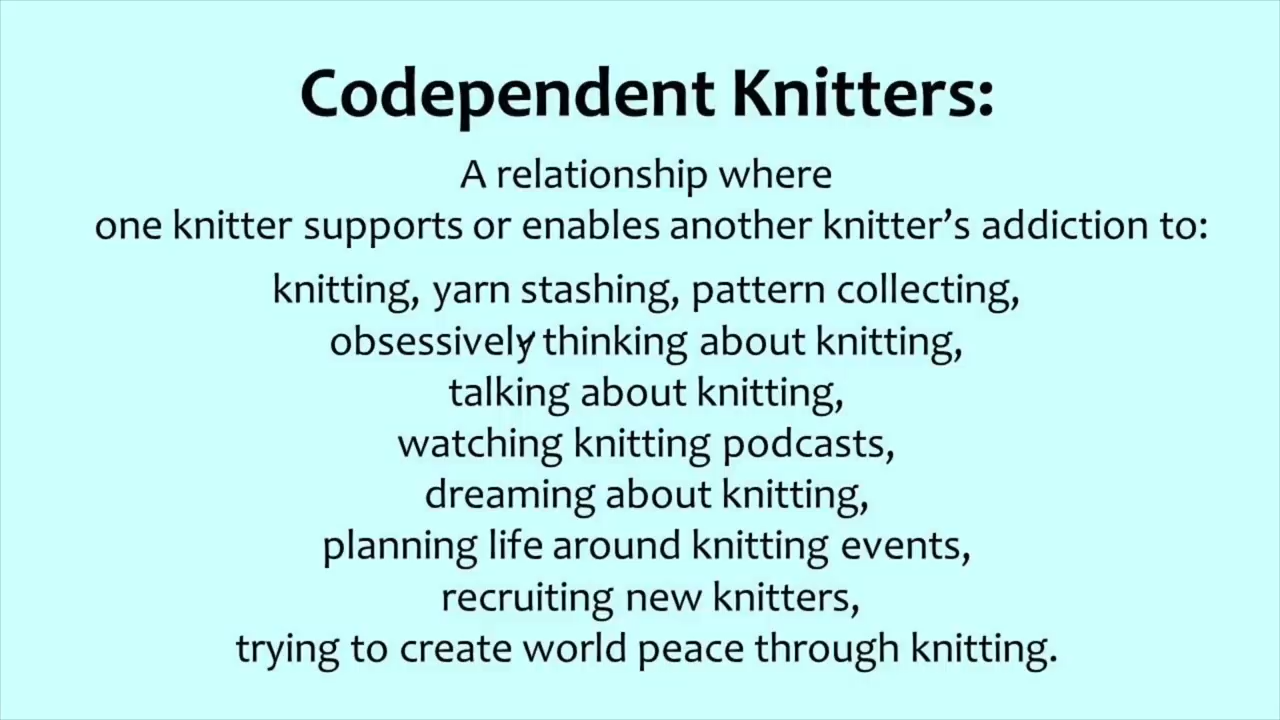 Codependent Knitters:
A relationship where
one knitter supports or enables another knitter’s addiction to:
knitting, yarn stashing, pattern collecting,
obsessively thinking about knitting,
talking about knitting,
watching knitting podcasts,
dreaming about knitting,
planning life around knitting events,
recruiting new knitters,
trying to create world peace through knitting.